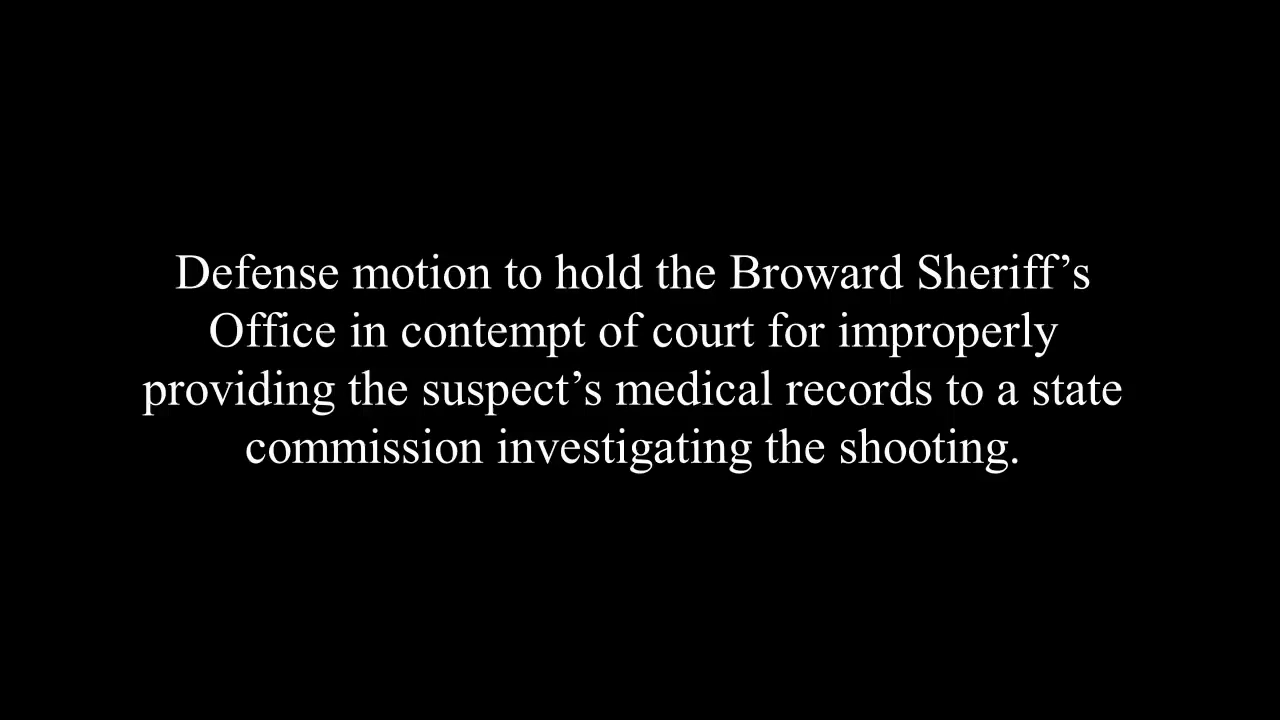 Defense motion to hold the Broward Sheriff’s
Office in contempt of court for improperly
providing the suspect’s medical records to a state
commission investigating the shooting.